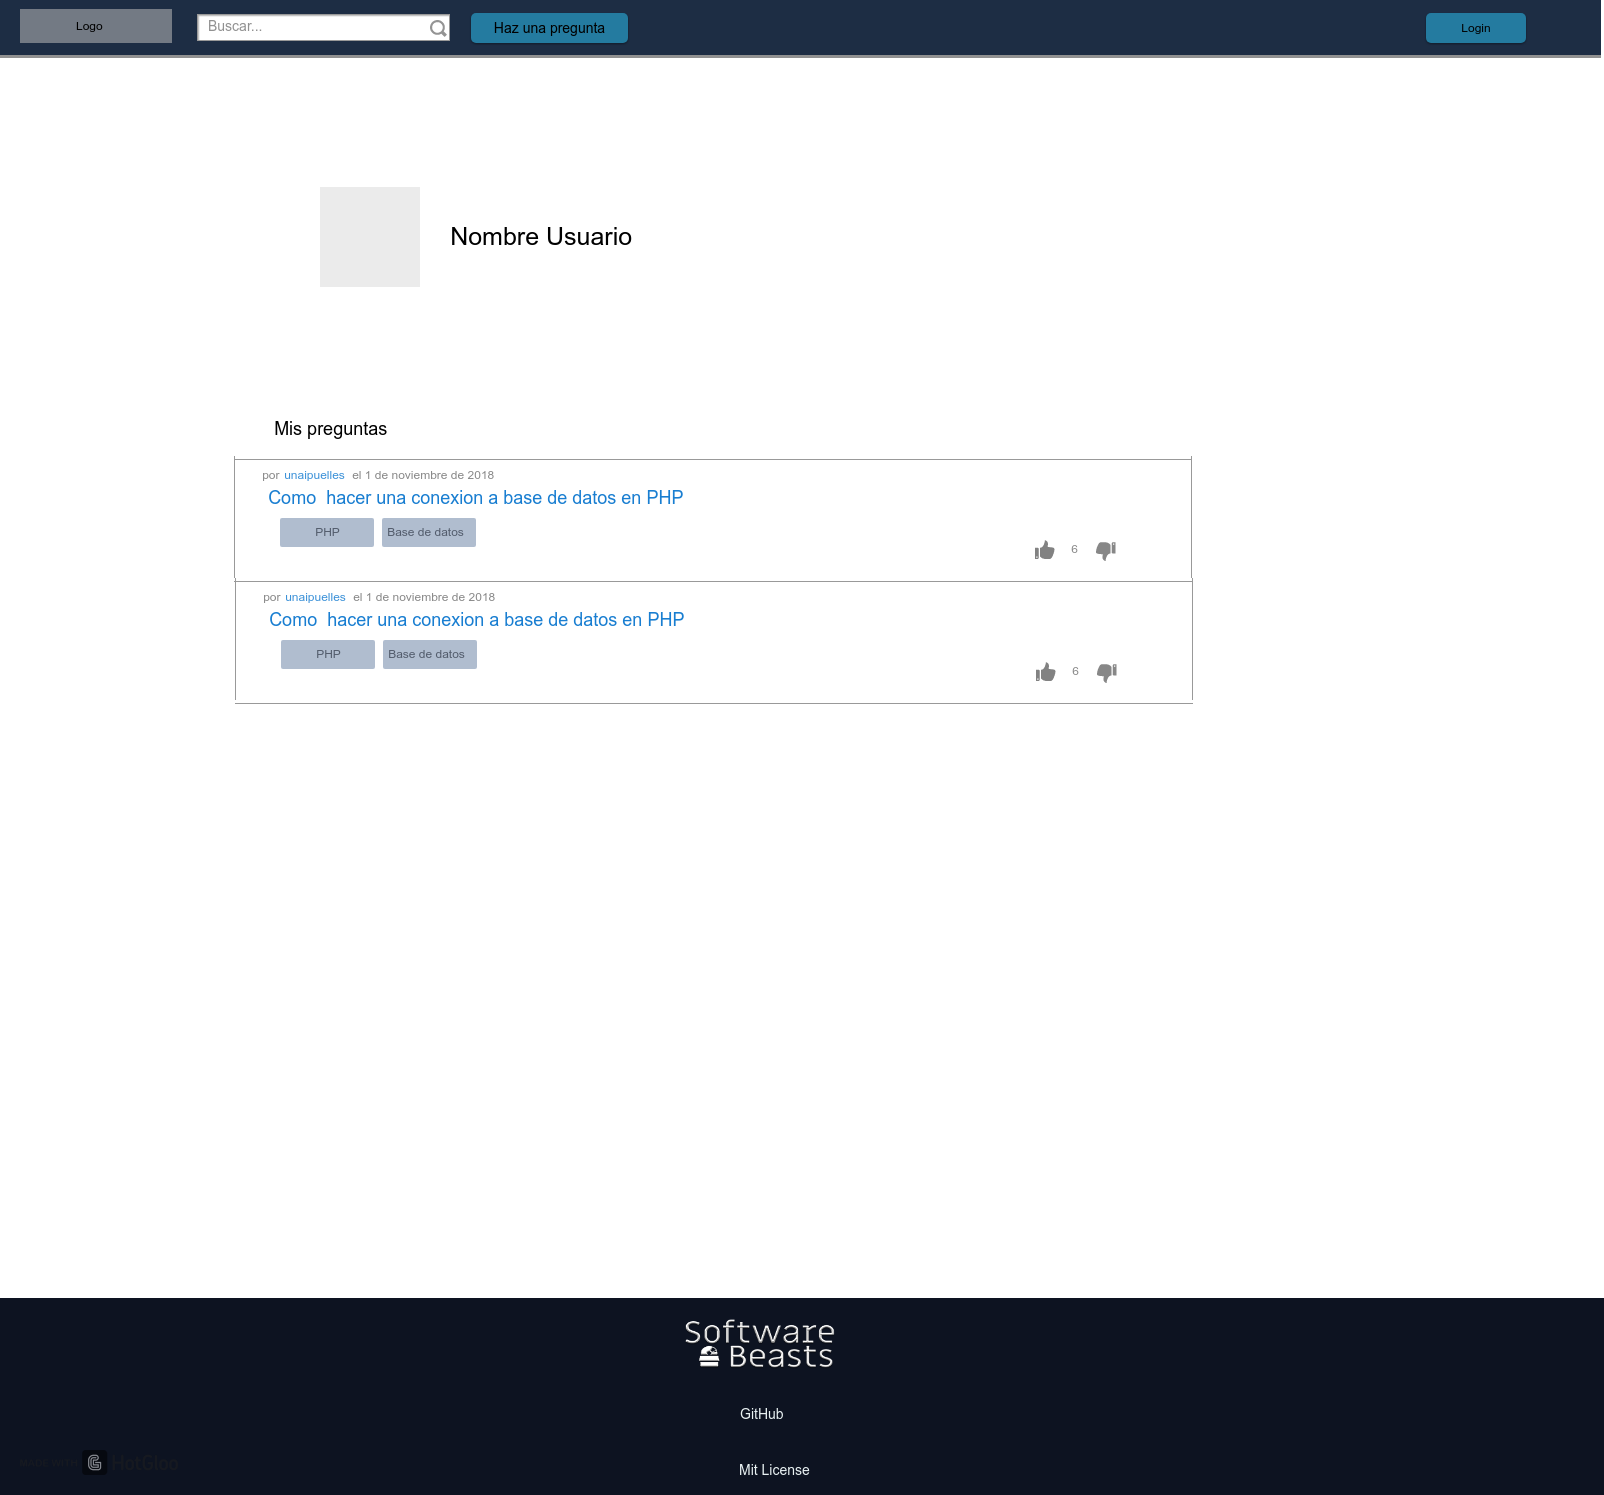 Logo
Buscar...
Haz una pregunta
Login
Nombre Usuario
Mis preguntas
por unaipuelles el 1 de noviembre de 2018
Como hacer una conexion a base de datos en PHP
PHP Base de datos
6
por unaipuelles el 1 de noviembre de 2018
Como hacer una conexion a base de datos en PHP
PHP Base de datos
6
Software
Beasts
GitHub
HotGloo
Mit License